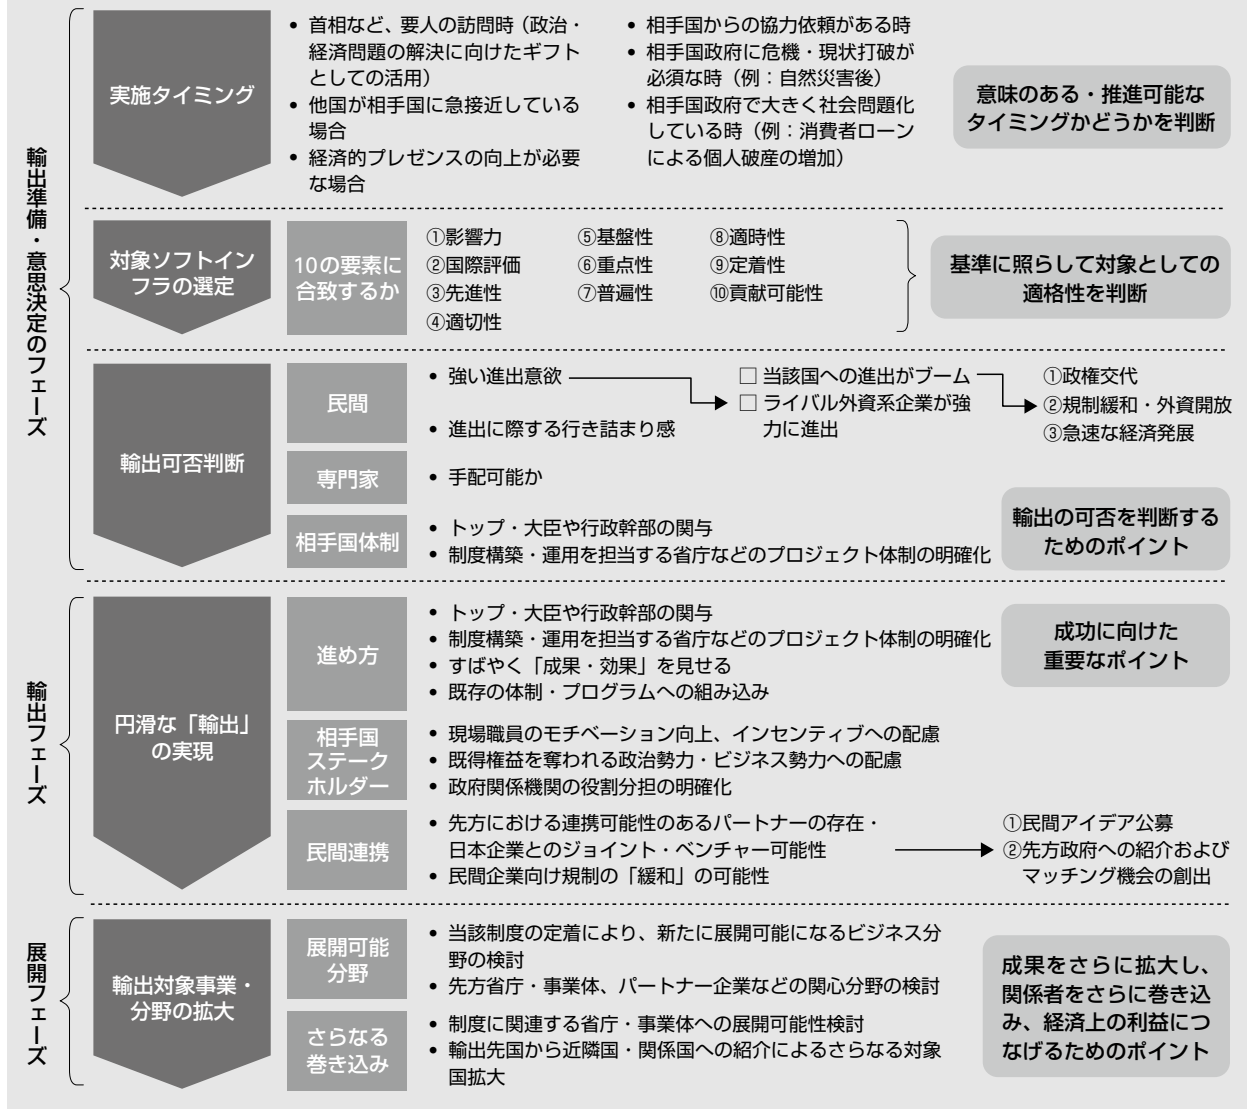 輸出準備・意思決定のフェーズ
実施タイミング
• 首相など、要人の訪問時（政治・
経済問題の解決に向けたギフト
としての活用）
• 他国が相手国に急接近している
場合
• 経済的プレゼンスの向上が必要
な場合
• 相手国からの協力依頼がある時
• 相手国政府に危機・現状打破が
必須な時（例：自然災害後）
• 相手国政府で大きく社会問題化
している時（例：消費者ローン
による個人破産の増加）
意味のある・推進可能な
タイミングかどうかを判断
対象ソフトイン
フラの選定
10の要素に
合致するか
①影響力
②国際評価
③先進性
④適切性
⑤基盤性
⑥重点性
⑦普遍性
⑧適時性
⑨定着性
⑩貢献可能性
基準に照らして対象としての
適格性を判断
輸出可否判断
民間
• 強い進出意欲
• 進出に際する行き詰まり感
□ 当該国への進出がブーム
□ ライバル外資系企業が強
力に進出
①政権交代
②規制緩和・外資開放
③急速な経済発展
専門家
• 手配可能か
相手国体制
• トップ・大臣や行政幹部の関与
• 制度構築・運用を担当する省庁などのプロジェクト体制の明確化
輸出の可否を判断する
ためのポイント
輸出フェーズ
円滑な「輸出」
の実現
進め方
• トップ・大臣や行政幹部の関与
• 制度構築・運用を担当する省庁などのプロジェクト体制の明確化
• すばやく「成果・効果」を見せる
• 既存の体制・プログラムへの組み込み
成功に向けた
重要なポイント
相手国
ステーク
ホルダー
• 現場職員のモチベーション向上、インセンティブへの配慮
• 既得権益を奪われる政治勢力・ビジネス勢力への配慮
• 政府関係機関の役割分担の明確化
民間連携
• 先方における連携可能性のあるパートナーの存在・
日本企業とのジョイント・ベンチャー可能性
• 民間企業向け規制の「緩和」の可能性
①民間アイデア公募
②先方政府への紹介および
マッチング機会の創出
展開フェーズ
輸出対象事業・
分野の拡大
展開可能
分野
• 当該制度の定着により、新たに展開可能になるビジネス分
野の検討
• 先方省庁・事業体、パートナー企業などの関心分野の検討
さらなる
巻き込み
• 制度に関連する省庁・事業体への展開可能性検討
• 輸出先国から近隣国・関係国への紹介によるさらなる対象
国拡大
成果をさらに拡大し、
関係者をさらに巻き込
み、経済上の利益につ
なげるためのポイント